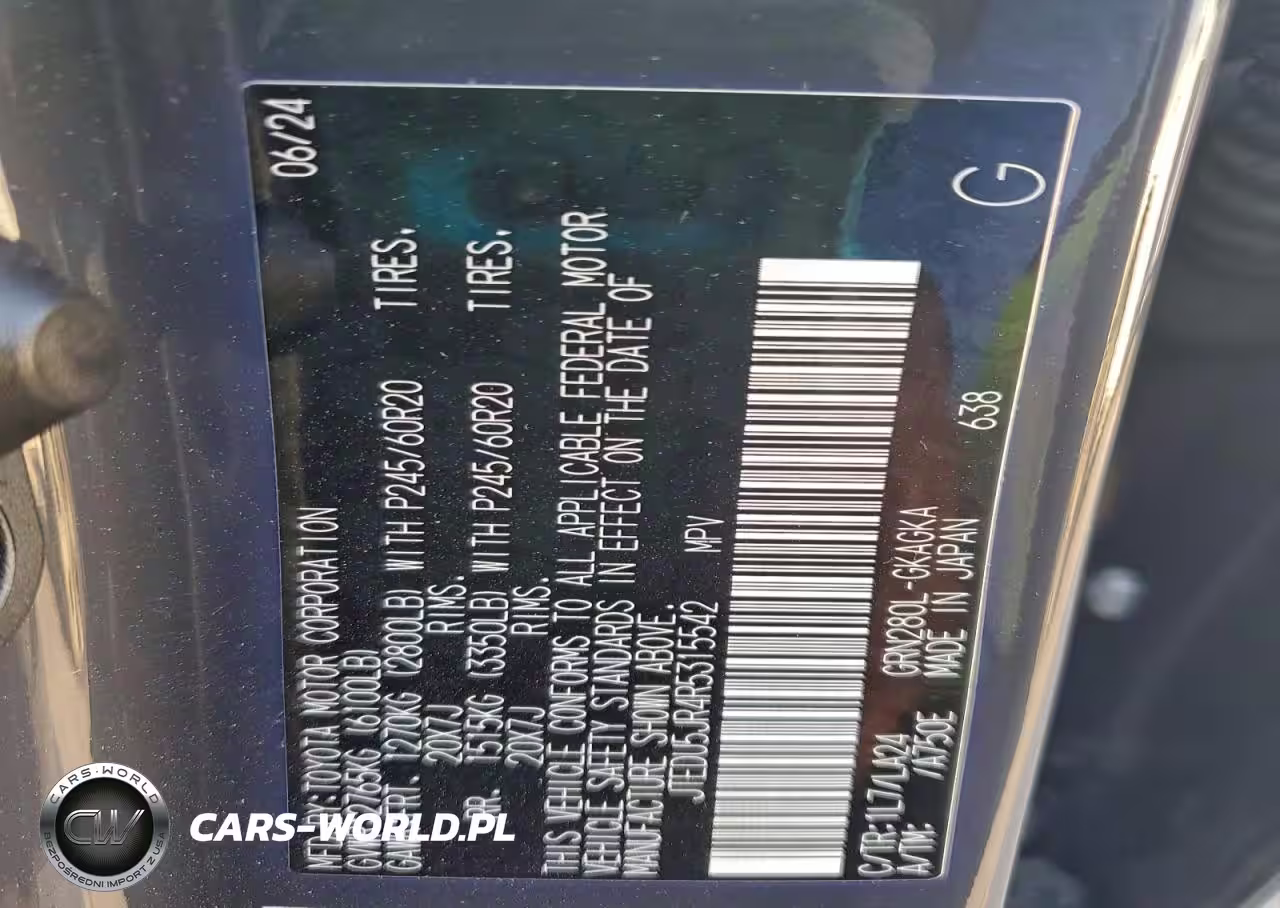 MFD.BY: TOYOTA MOTOR CORPORATION 06/24
GVWR 2765KG (6100LB)
GAWR FR. 1270KG (2800LB) WITH P245/60R20 TIRES.
20X7J RIMS.
RR. 1515KG (3350LB) WITH P245/60R20 TIRES.
20X7J RIMS.
THIS VEHICLE CONFORMS TO ALL APPLICABLE FEDERAL MOTOR
VEHICLE SAFETY STANDARDS IN EFFECT ON THE DATE OF
MANUFACTURE SHOWN ABOVE.
JTEDU5JR4R5315542 MPV
C/TR: 1L7/LA24 GRN280L-GKAGKA
A/TM: /A750E MADE IN JAPAN
638
G
CARS-WORLD
CW
BEZPOŚREDNI IMPORT Z USA
CARS-WORLD.PL